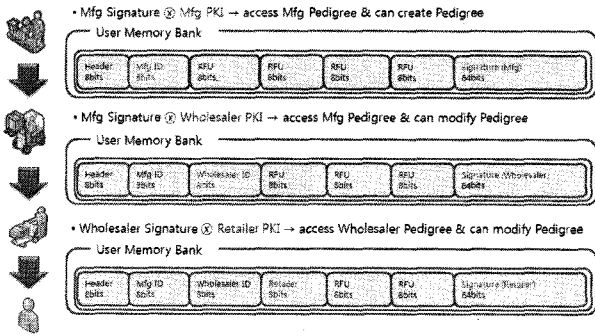 • Mfg Signature ⓧ Mfg PKI → access Mfg Pedigree & can create Pedigree
User Memory Bank
Header Mfg ID RFU RFU RFU RFU Signature (Mfg)
8bits 8bits 8bits 8bits 8bits 8bits 64bits
• Mfg Signature ⓧ Wholesaler PKI → access Mfg Pedigree & can modify Pedigree
User Memory Bank
Header Mfg ID Wholesaler ID RFU RFU RFU Signature (Wholesaler)
8bits 8bits 8bits 8bits 8bits 8bits 64bits
• Wholesaler Signature ⓧ Retailer PKI → access Wholesaler Pedigree & can modify Pedigree
User Memory Bank
Header Mfg ID Wholesaler ID Retailer RFU RFU Signature (Retailer)
8bits 8bits 8bits 8bits 8bits 8bits 64bits